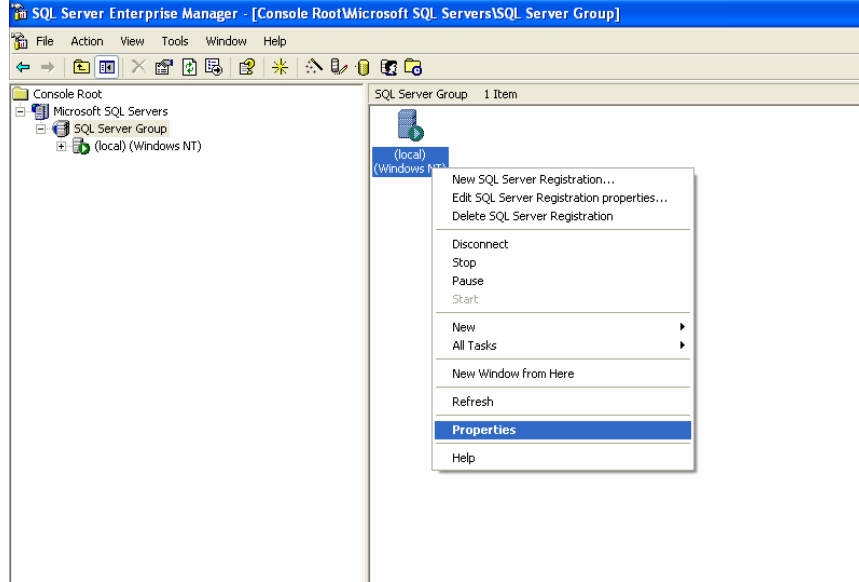 SQL Server Enterprise Manager - [Console Root\Microsoft SQL Servers\SQL Server Group]
File Action View Tools Window Help
Console Root
Microsoft SQL Servers
SQL Server Group
(local) (Windows NT)
SQL Server Group 1 Item
(local)
(Windows NT)
New SQL Server Registration...
Edit SQL Server Registration properties...
Delete SQL Server Registration
Disconnect
Stop
Pause
Start
New
All Tasks
New Window from Here
Refresh
Properties
Help